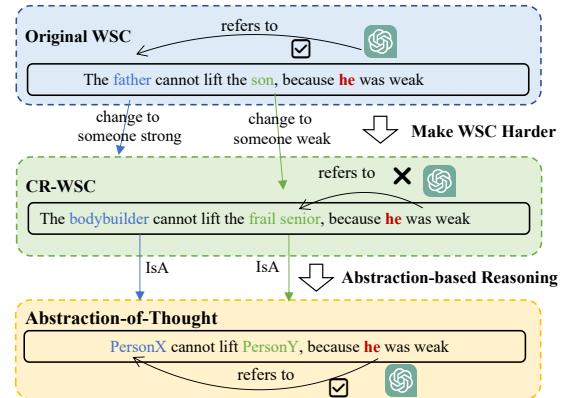 refers to
Original WSC
The father cannot lift the son, because he was weak
change to
someone strong
change to
someone weak
Make WSC Harder
refers to
CR-WSC
The bodybuilder cannot lift the frail senior, because he was weak
IsA
IsA
Abstraction-based Reasoning
Abstraction-of-Thought
PersonX cannot lift PersonY, because he was weak
refers to